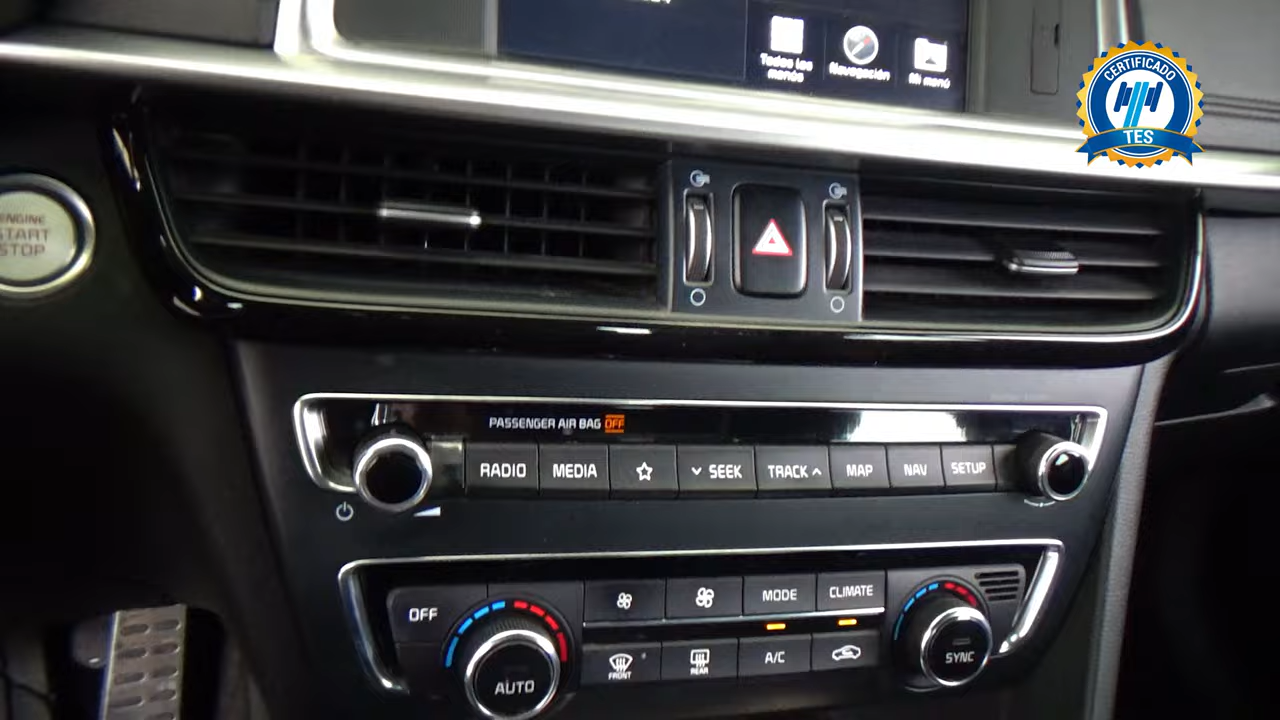 Todos los
menús
Navegación
Mi menú
CERTIFICADO
TES
ENGINE
START
STOP
PASSENGER AIR BAG OFF
RADIO
MEDIA
SEEK
TRACK
MAP
NAV
SETUP
OFF
MODE
CLIMATE
AUTO
FRONT
REAR
A/C
SYNC